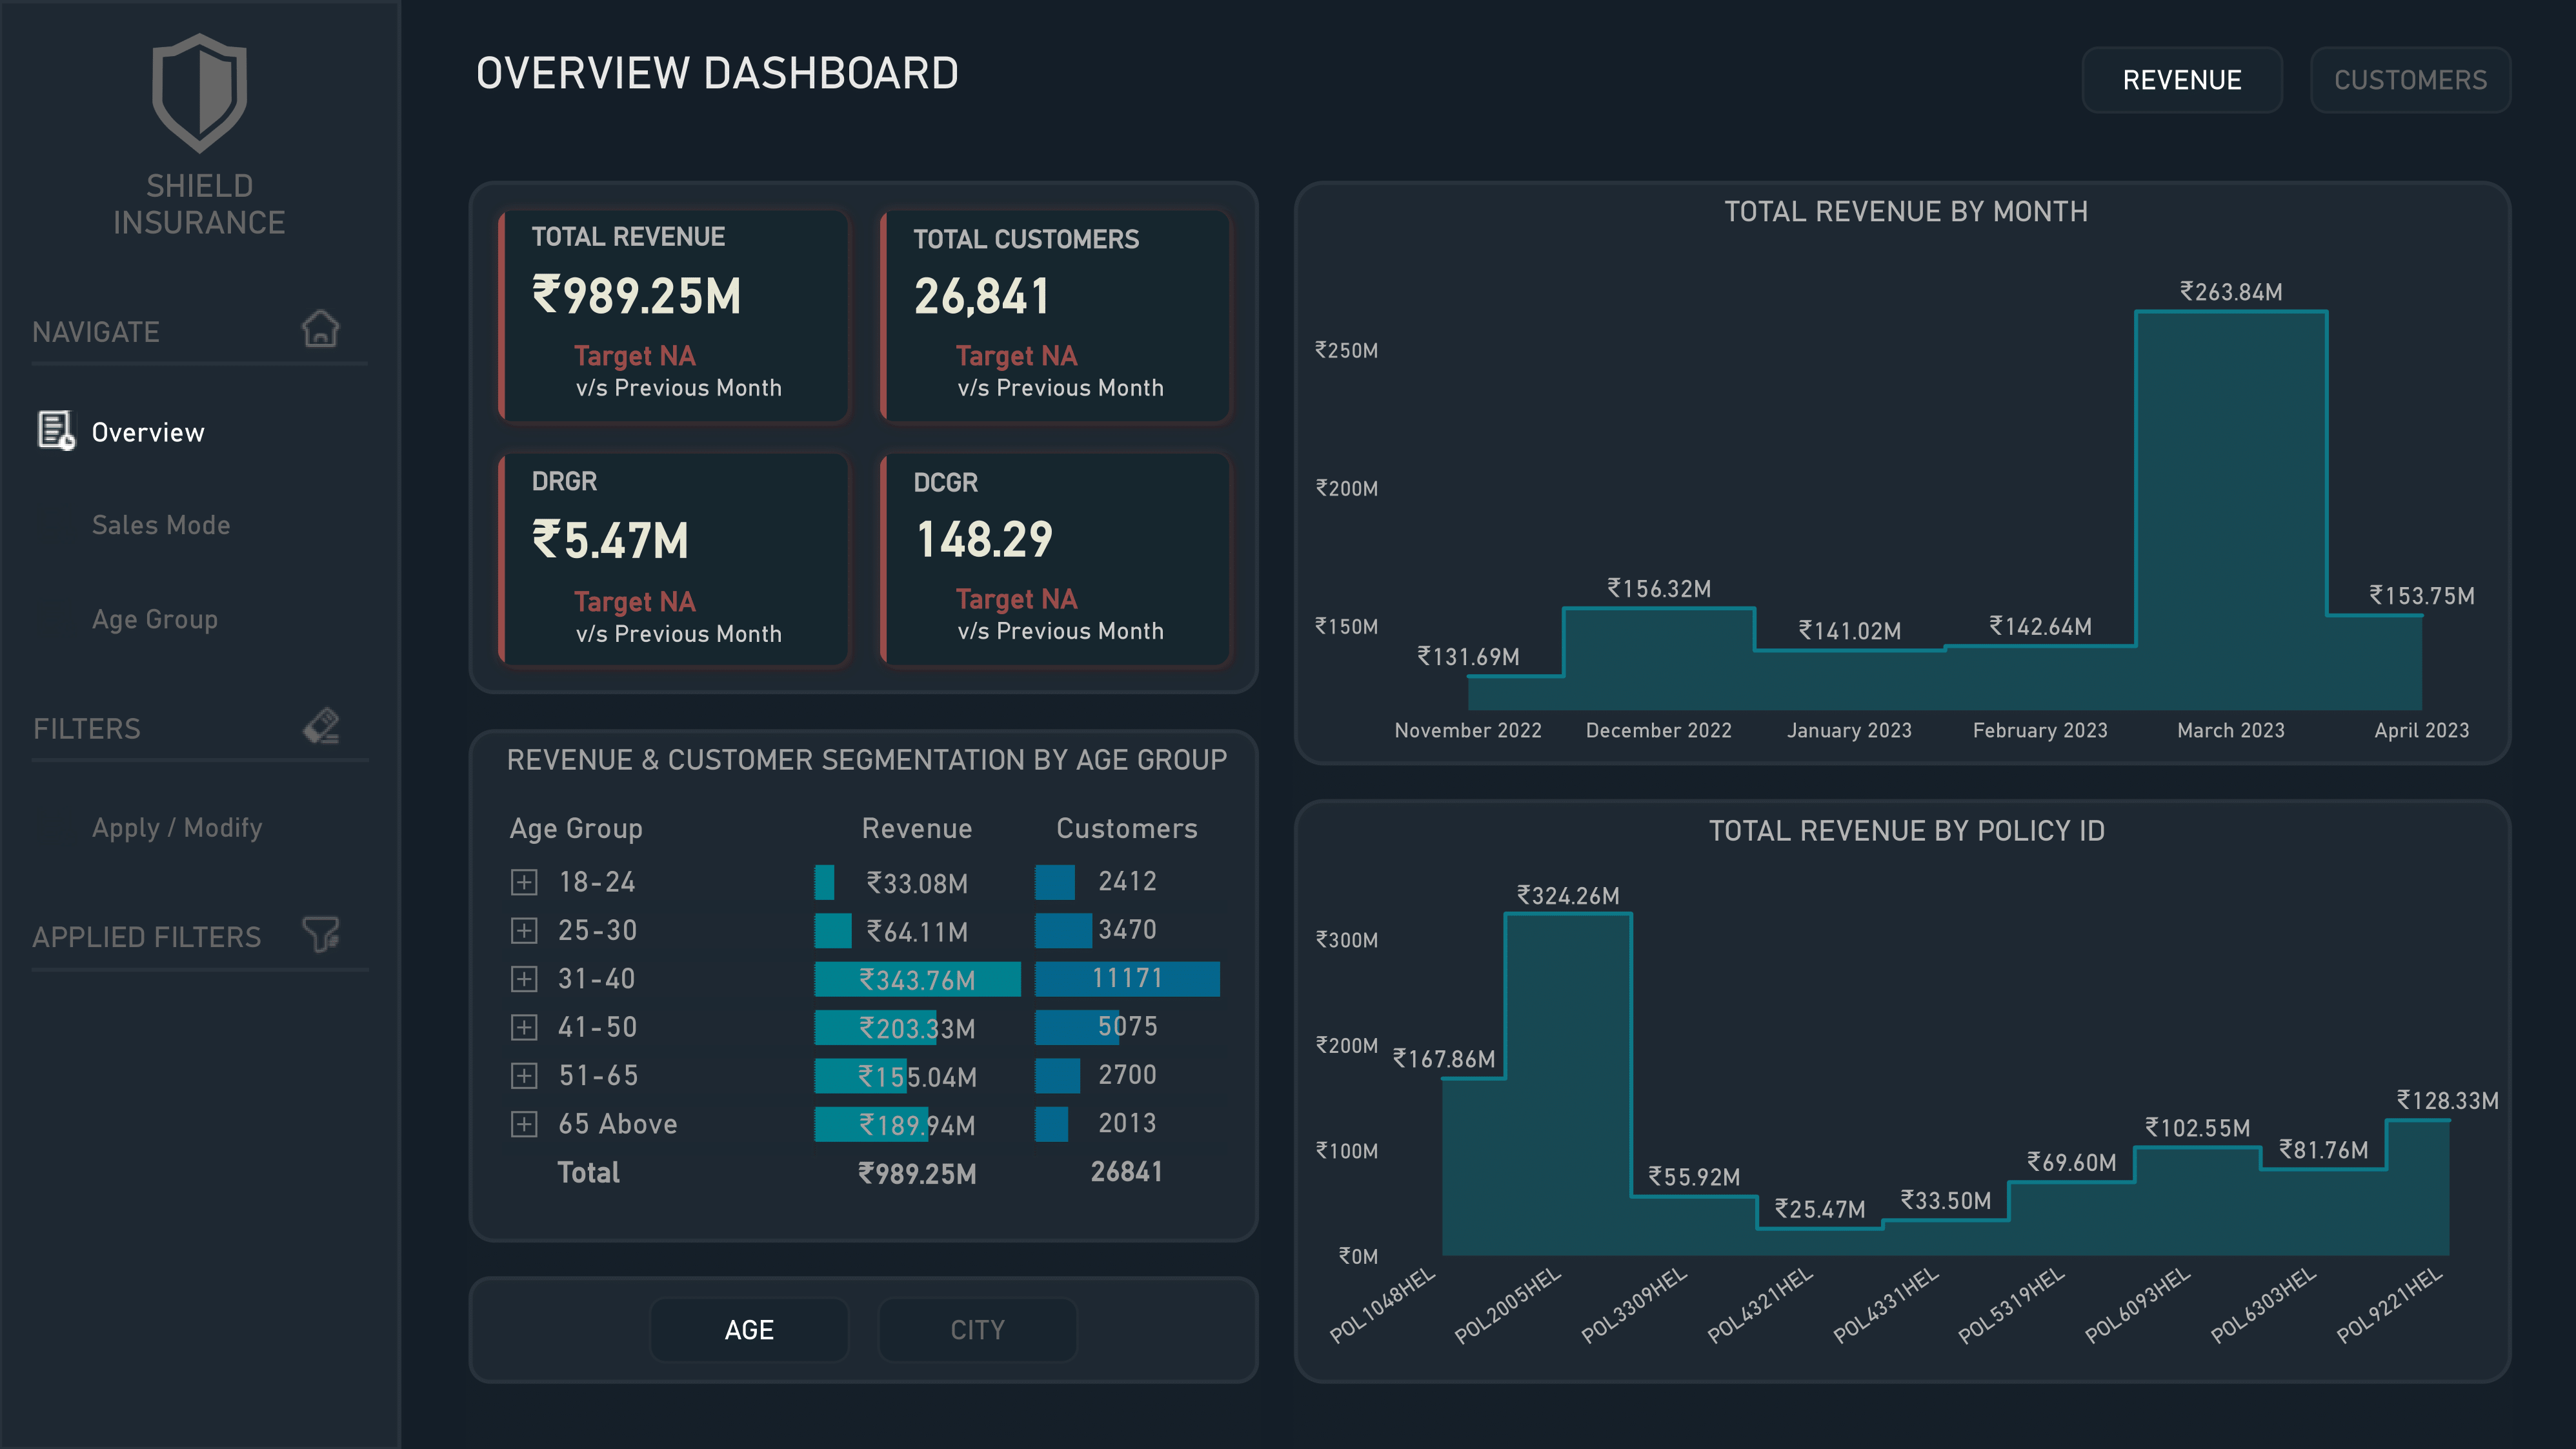 SHIELD
INSURANCE
NAVIGATE
Overview
Sales Mode
Age Group
FILTERS
Apply / Modify
APPLIED FILTERS
OVERVIEW DASHBOARD
REVENUE
CUSTOMERS
TOTAL REVENUE
₹989.25M
Target NA
v/s Previous Month
TOTAL CUSTOMERS
26,841
Target NA
v/s Previous Month
DRGR
₹5.47M
Target NA
v/s Previous Month
DCGR
148.29
Target NA
v/s Previous Month
REVENUE & CUSTOMER SEGMENTATION BY AGE GROUP
Age Group Revenue Customers
18-24 ₹33.08M 2412
25-30 ₹64.11M 3470
31-40 ₹343.76M 11171
41-50 ₹203.33M 5075
51-65 ₹155.04M 2700
65 Above ₹189.94M 2013
Total ₹989.25M 26841
AGE
CITY
TOTAL REVENUE BY MONTH
₹250M
₹200M
₹150M
₹131.69M
₹156.32M
₹141.02M
₹142.64M
₹263.84M
₹153.75M
November 2022
December 2022
January 2023
February 2023
March 2023
April 2023
TOTAL REVENUE BY POLICY ID
₹300M
₹200M
₹100M
₹0M
₹167.86M
₹324.26M
₹55.92M
₹25.47M
₹33.50M
₹69.60M
₹102.55M
₹81.76M
₹128.33M
POL1048HEL
POL2005HEL
POL3309HEL
POL4321HEL
POL4331HEL
POL5319HEL
POL6093HEL
POL6303HEL
POL9221HEL